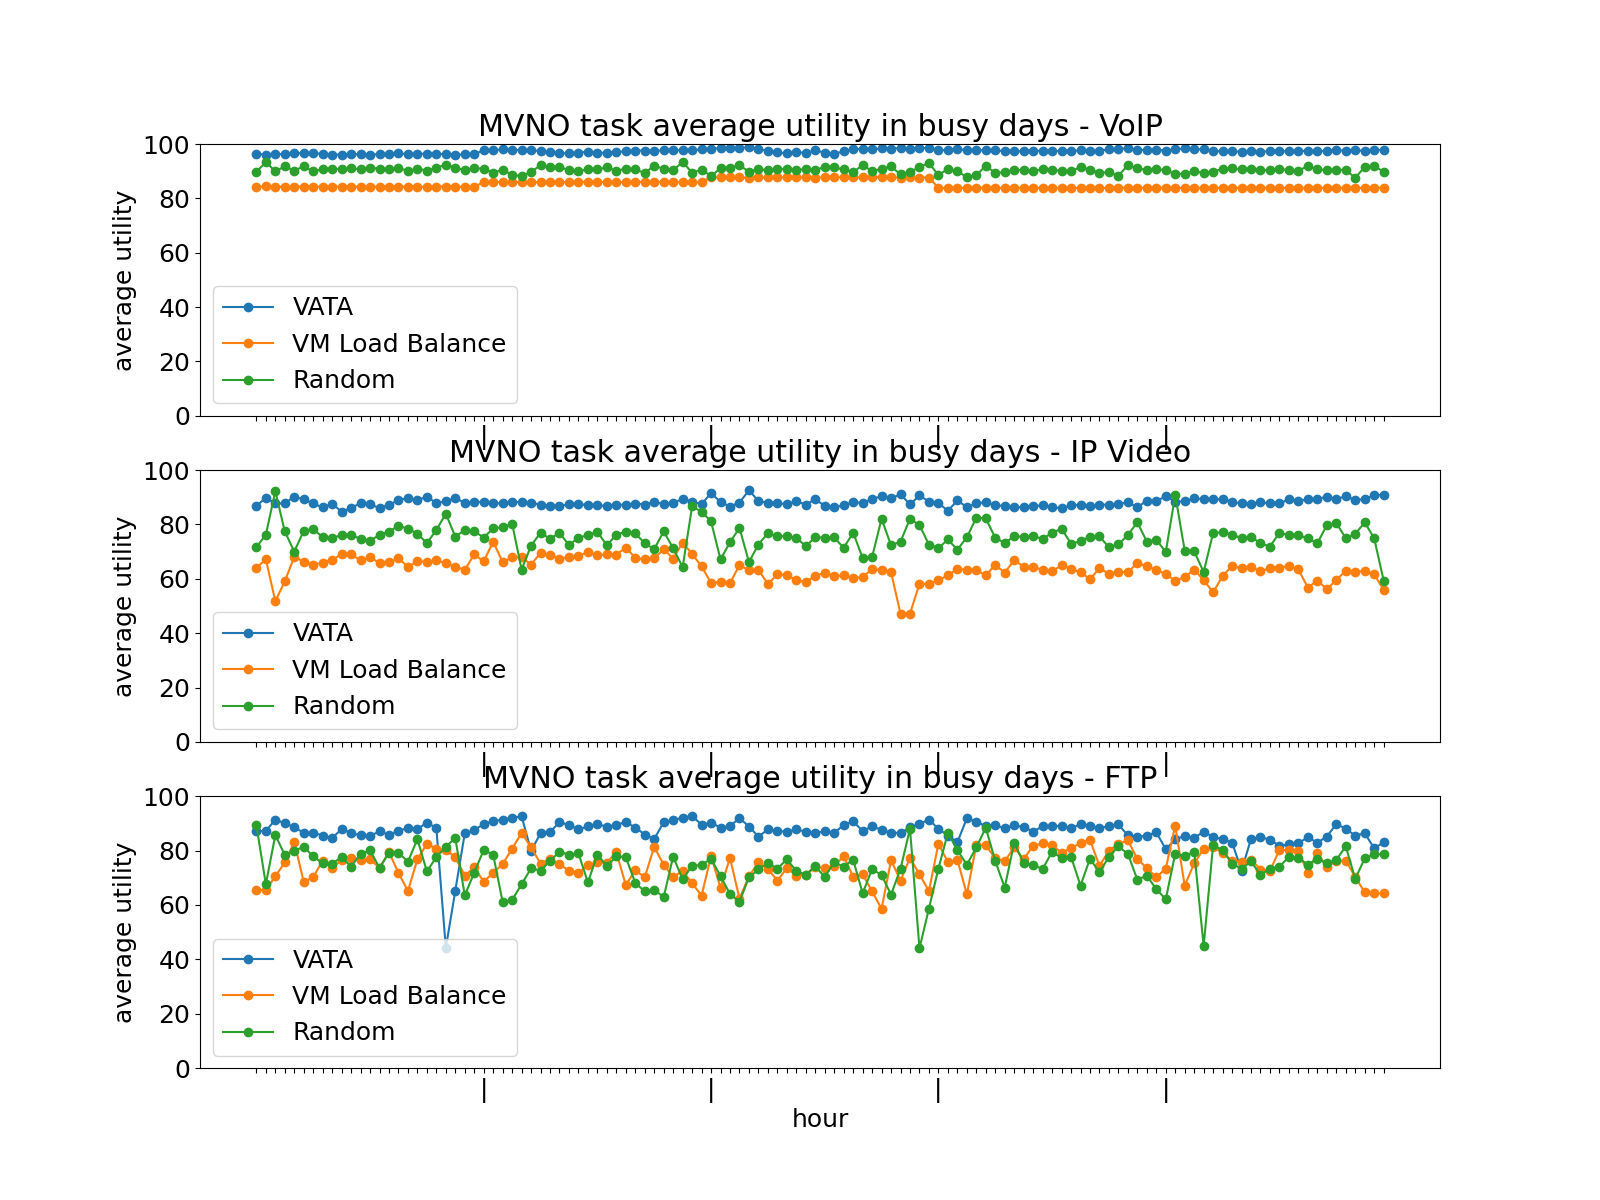 MVNO task average utility in busy days - VoIP
100
80
60
40
20
0
average utility
VATA
VM Load Balance
Random
| | | |
MVNO task average utility in busy days - IP Video
100
80
60
40
20
0
average utility
VATA
VM Load Balance
Random
| | | |
MVNO task average utility in busy days - FTP
100
80
60
40
20
0
average utility
VATA
VM Load Balance
Random
| | | |
hour